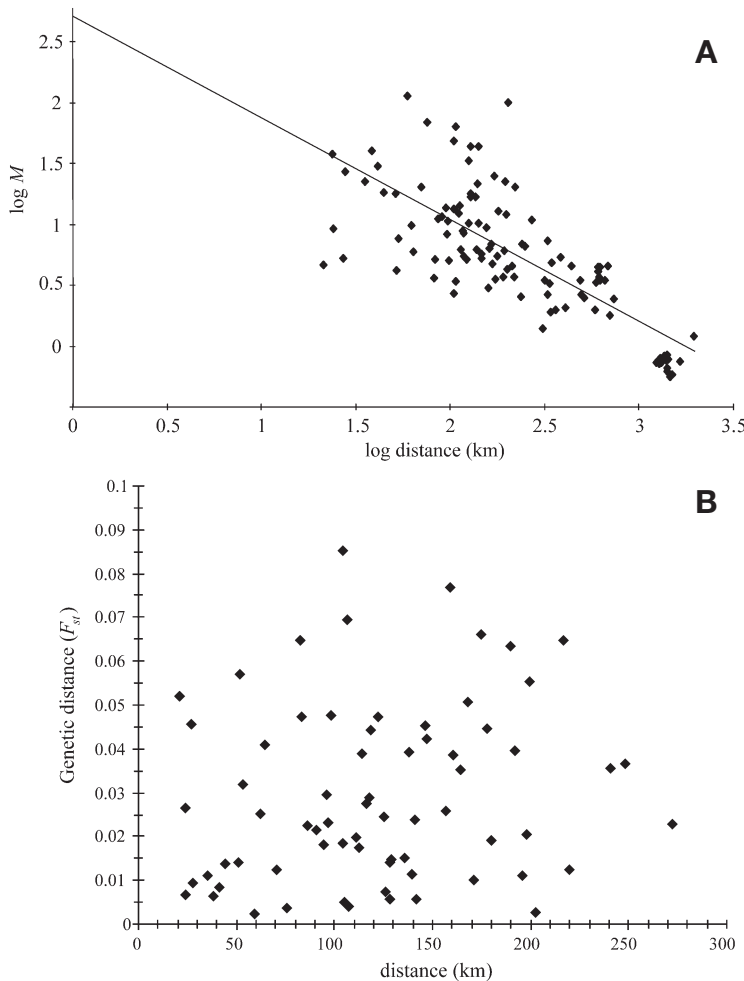 A
2.5
2
1.5
1
0.5
0
log M
0 0.5 1 1.5 2 2.5 3 3.5
log distance (km)
B
0.1
0.09
0.08
0.07
0.06
0.05
0.04
0.03
0.02
0.01
0
Genetic distance (Fst)
0 50 100 150 200 250 300
distance (km)